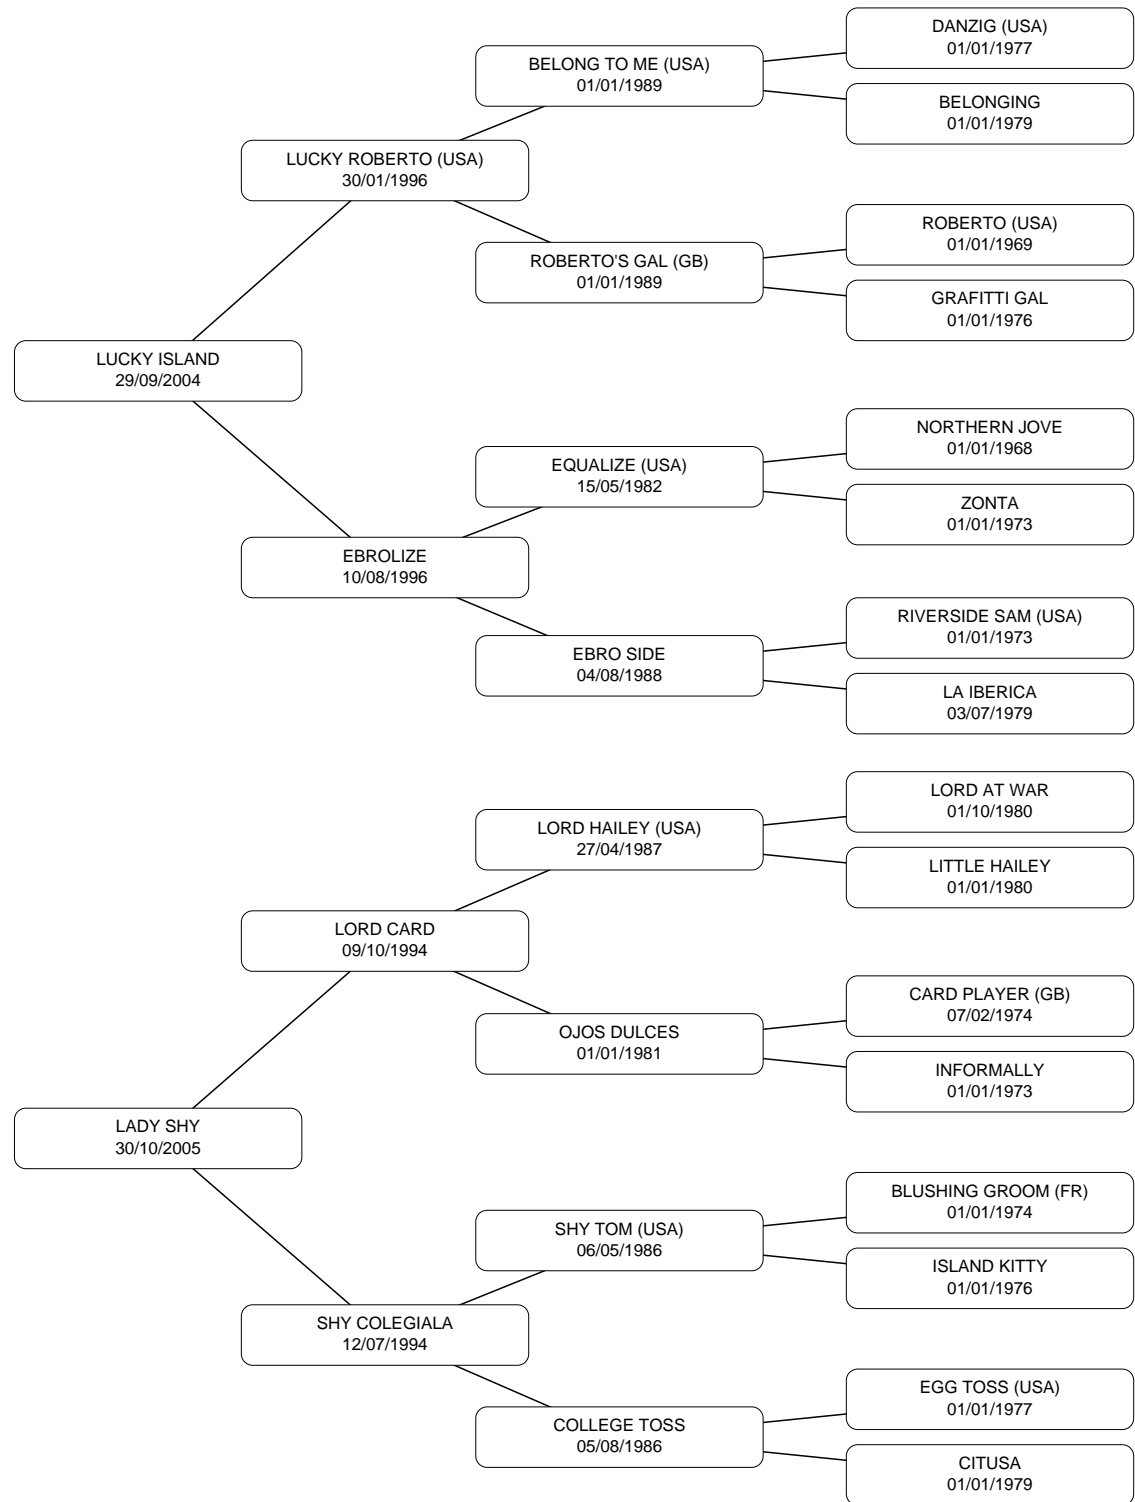 DANZIG (USA)
01/01/1977
BELONG TO ME (USA)
01/01/1989
BELONGING
01/01/1979
LUCKY ROBERTO (USA)
30/01/1996
ROBERTO (USA)
01/01/1969
ROBERTO'S GAL (GB)
01/01/1989
GRAFITTI GAL
01/01/1976
LUCKY ISLAND
29/09/2004
NORTHERN JOVE
01/01/1968
EQUALIZE (USA)
15/05/1982
ZONTA
01/01/1973
EBROLIZE
10/08/1996
RIVERSIDE SAM (USA)
01/01/1973
EBRO SIDE
04/08/1988
LA IBERICA
03/07/1979
LORD AT WAR
01/10/1980
LORD HAILEY (USA)
27/04/1987
LITTLE HAILEY
01/01/1980
LORD CARD
09/10/1994
CARD PLAYER (GB)
07/02/1974
OJOS DULCES
01/01/1981
INFORMALLY
01/01/1973
LADY SHY
30/10/2005
BLUSHING GROOM (FR)
01/01/1974
SHY TOM (USA)
06/05/1986
ISLAND KITTY
01/01/1976
SHY COLEGIALA
12/07/1994
EGG TOSS (USA)
01/01/1977
COLLEGE TOSS
05/08/1986
CITUSA
01/01/1979